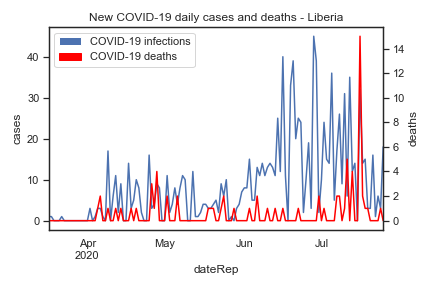 New COVID-19 daily cases and deaths - Liberia
COVID-19 infections
COVID-19 deaths
40
30
20
10
0
cases
14
12
10
8
6
4
2
0
deaths
Apr
2020
May
Jun
Jul
dateRep